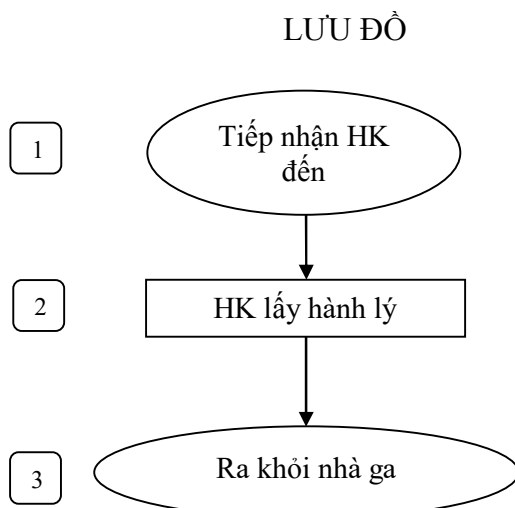 LƯU ĐỒ
1
Tiếp nhận HK
đến
2
HK lấy hành lý
3
Ra khỏi nhà ga